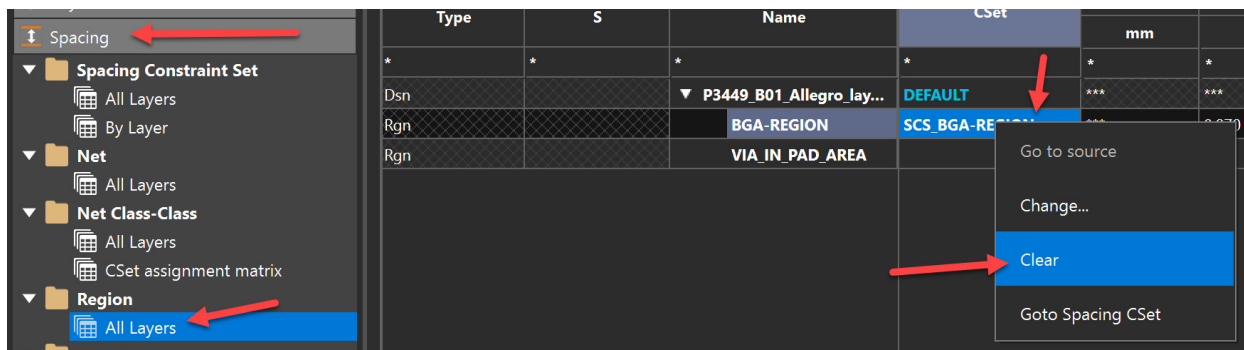 Type S Name CSet
mm
Spacing
* * * * * *
Spacing Constraint Set
Dsn P3449_B01_Allegro_lay... DEFAULT *** ***
All Layers
Rgn BGA-REGION SCS_BGA-REGION ***
By Layer
Rgn VIA_IN_PAD_AREA
Go to source
Net
All Layers
Change...
Net Class-Class
All Layers
Clear
CSet assignment matrix
Region
Goto Spacing CSet
All Layers